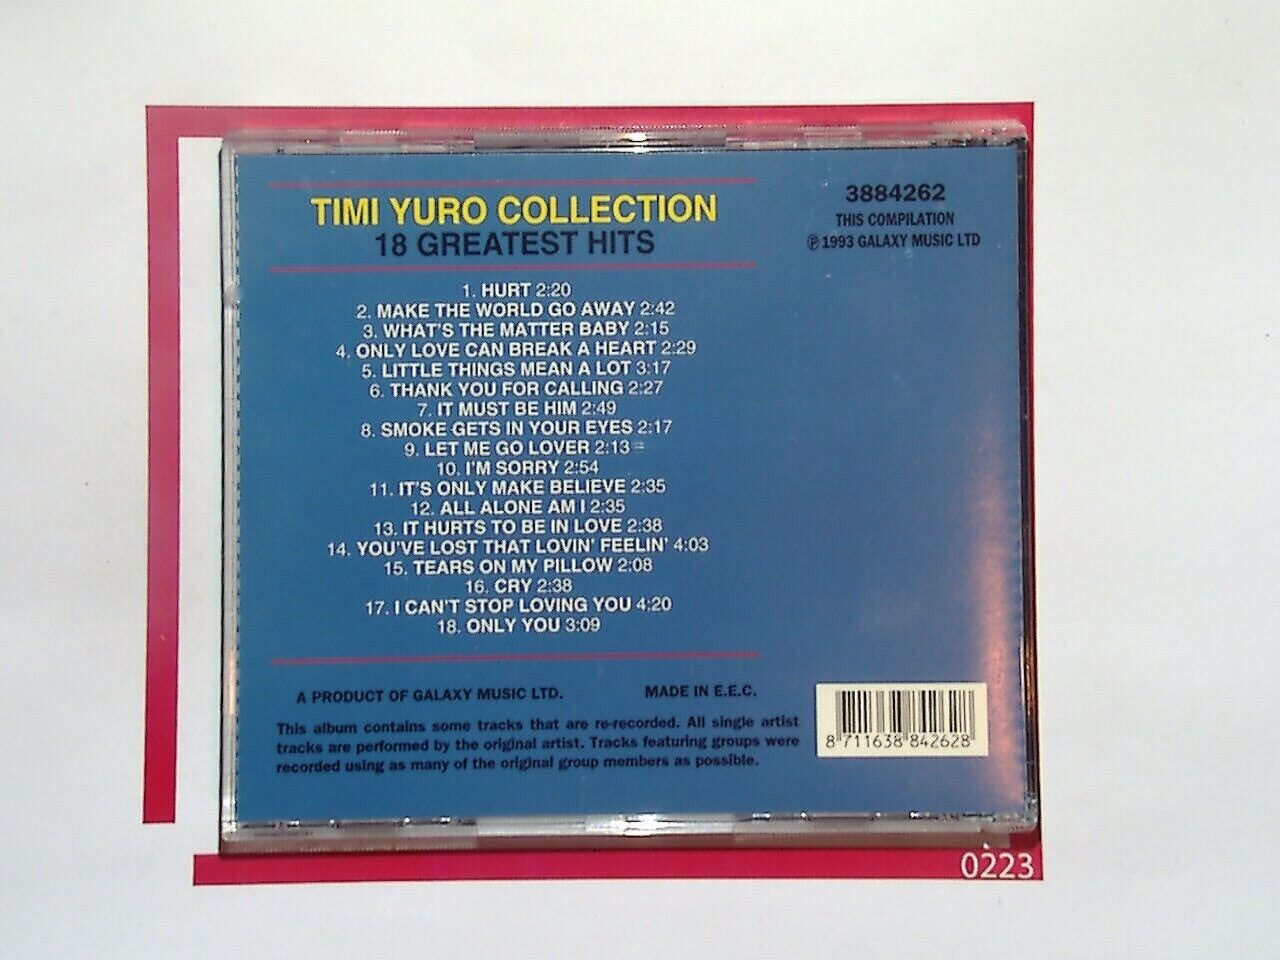 TIMI YURO COLLECTION
18 GREATEST HITS
3884262
THIS COMPILATION
℗ 1993 GALAXY MUSIC LTD
1. HURT 2:20
2. MAKE THE WORLD GO AWAY 2:42
3. WHAT'S THE MATTER BABY 2:15
4. ONLY LOVE CAN BREAK A HEART 2:29
5. LITTLE THINGS MEAN A LOT 3:17
6. THANK YOU FOR CALLING 2:27
7. IT MUST BE HIM 2:49
8. SMOKE GETS IN YOUR EYES 2:17
9. LET ME GO LOVER 2:13
10. I'M SORRY 2:54
11. IT'S ONLY MAKE BELIEVE 2:35
12. ALL ALONE AM I 2:35
13. IT HURTS TO BE IN LOVE 2:38
14. YOU'VE LOST THAT LOVIN' FEELIN' 4:03
15. TEARS ON MY PILLOW 2:08
16. CRY 2:38
17. I CAN'T STOP LOVING YOU 4:20
18. ONLY YOU 3:09
A PRODUCT OF GALAXY MUSIC LTD. MADE IN E.E.C.
This album contains some tracks that are re-recorded. All single artist
tracks are performed by the original artist. Tracks featuring groups were
recorded using as many of the original group members as possible.
8 711638 842628
0223